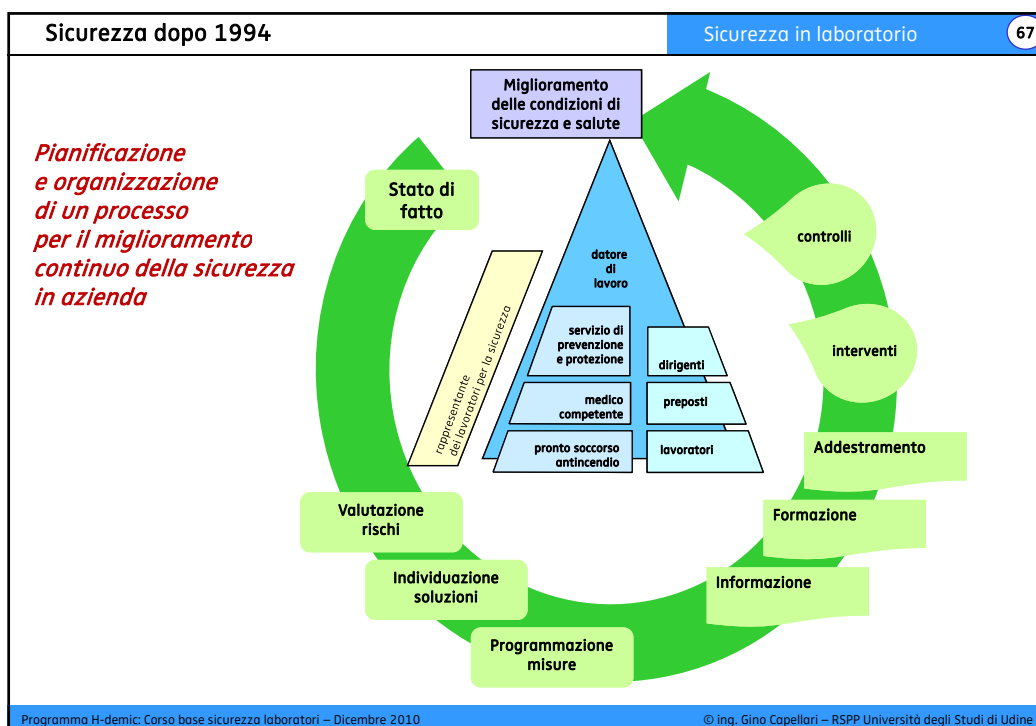 Sicurezza dopo 1994
Sicurezza in laboratorio
67
Pianificazione
e organizzazione
di un processo
per il miglioramento
continuo della sicurezza
in azienda
Miglioramento
delle condizioni di
sicurezza e salute
Stato di
fatto
datore
di
lavoro
servizio di
prevenzione
e protezione
dirigenti
medico
competente
preposti
pronto soccorso
antincendio
lavoratori
rappresentante
dei lavoratori per la sicurezza
controlli
interventi
Addestramento
Formazione
Informazione
Valutazione
rischi
Individuazione
soluzioni
Programmazione
misure
Programma H-demic: Corso base sicurezza laboratori – Dicembre 2010
© ing. Gino Capellari – RSPP Università degli Studi di Udine